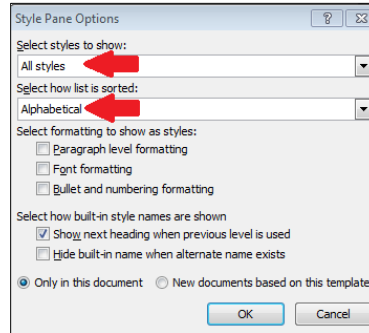 Style Pane Options
Select styles to show:
All styles
Select how list is sorted:
Alphabetical
Select formatting to show as styles:
Paragraph level formatting
Font formatting
Bullet and numbering formatting
Select how built-in style names are shown
Show next heading when previous level is used
Hide built-in name when alternate name exists
Only in this document New documents based on this template
OK Cancel